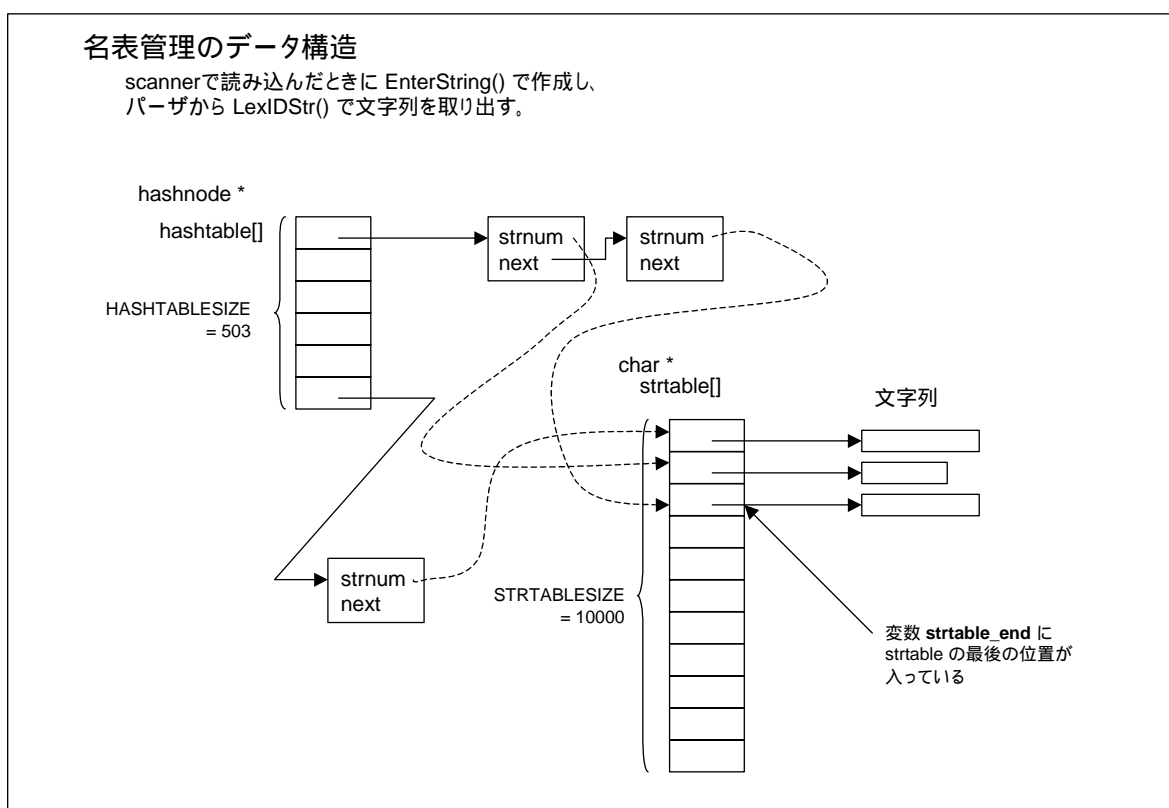 名表管理のデータ構造
scannerで読み込んだときに EnterString() で作成し、
パーザから LexIDStr() で文字列を取り出す。
hashnode *
hashtable[]
HASHTABLESIZE
= 503
strnum
next
strnum
next
char *
strtable[]
文字列
strnum
next
STRTABLESIZE
= 10000
変数 strtable_end に
strtable の最後の位置が
入っている